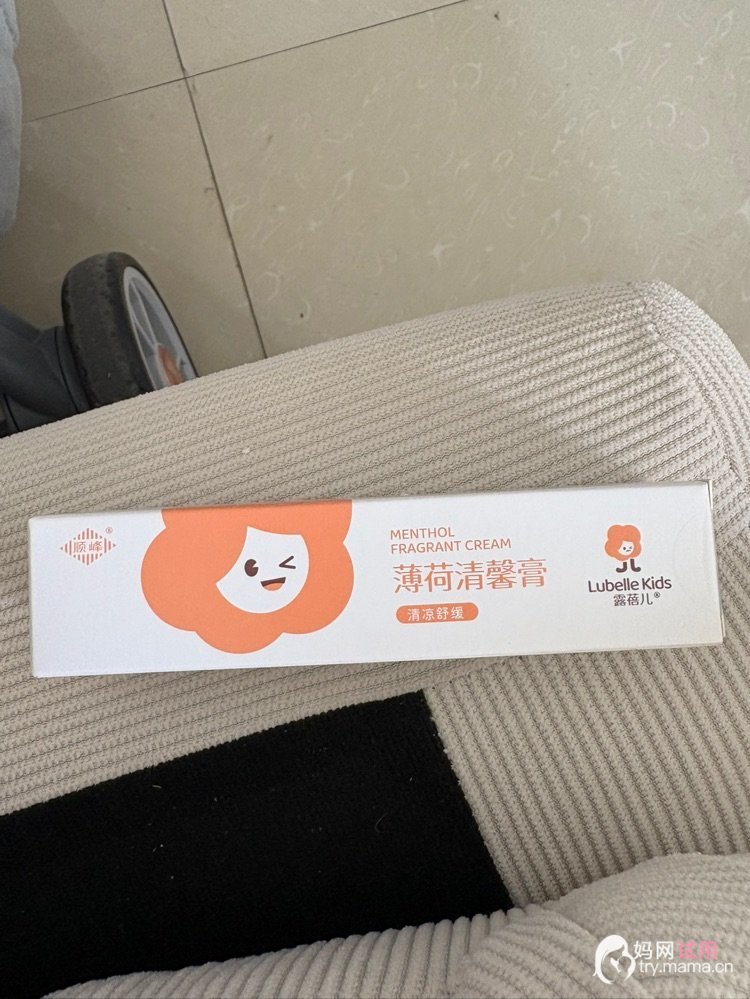 顺峰®
MENTHOL
FRAGRANT CREAM
薄荷清馨膏
清凉舒缓
Lubelle Kids
露蓓儿®
妈网试用
try.mama.cn